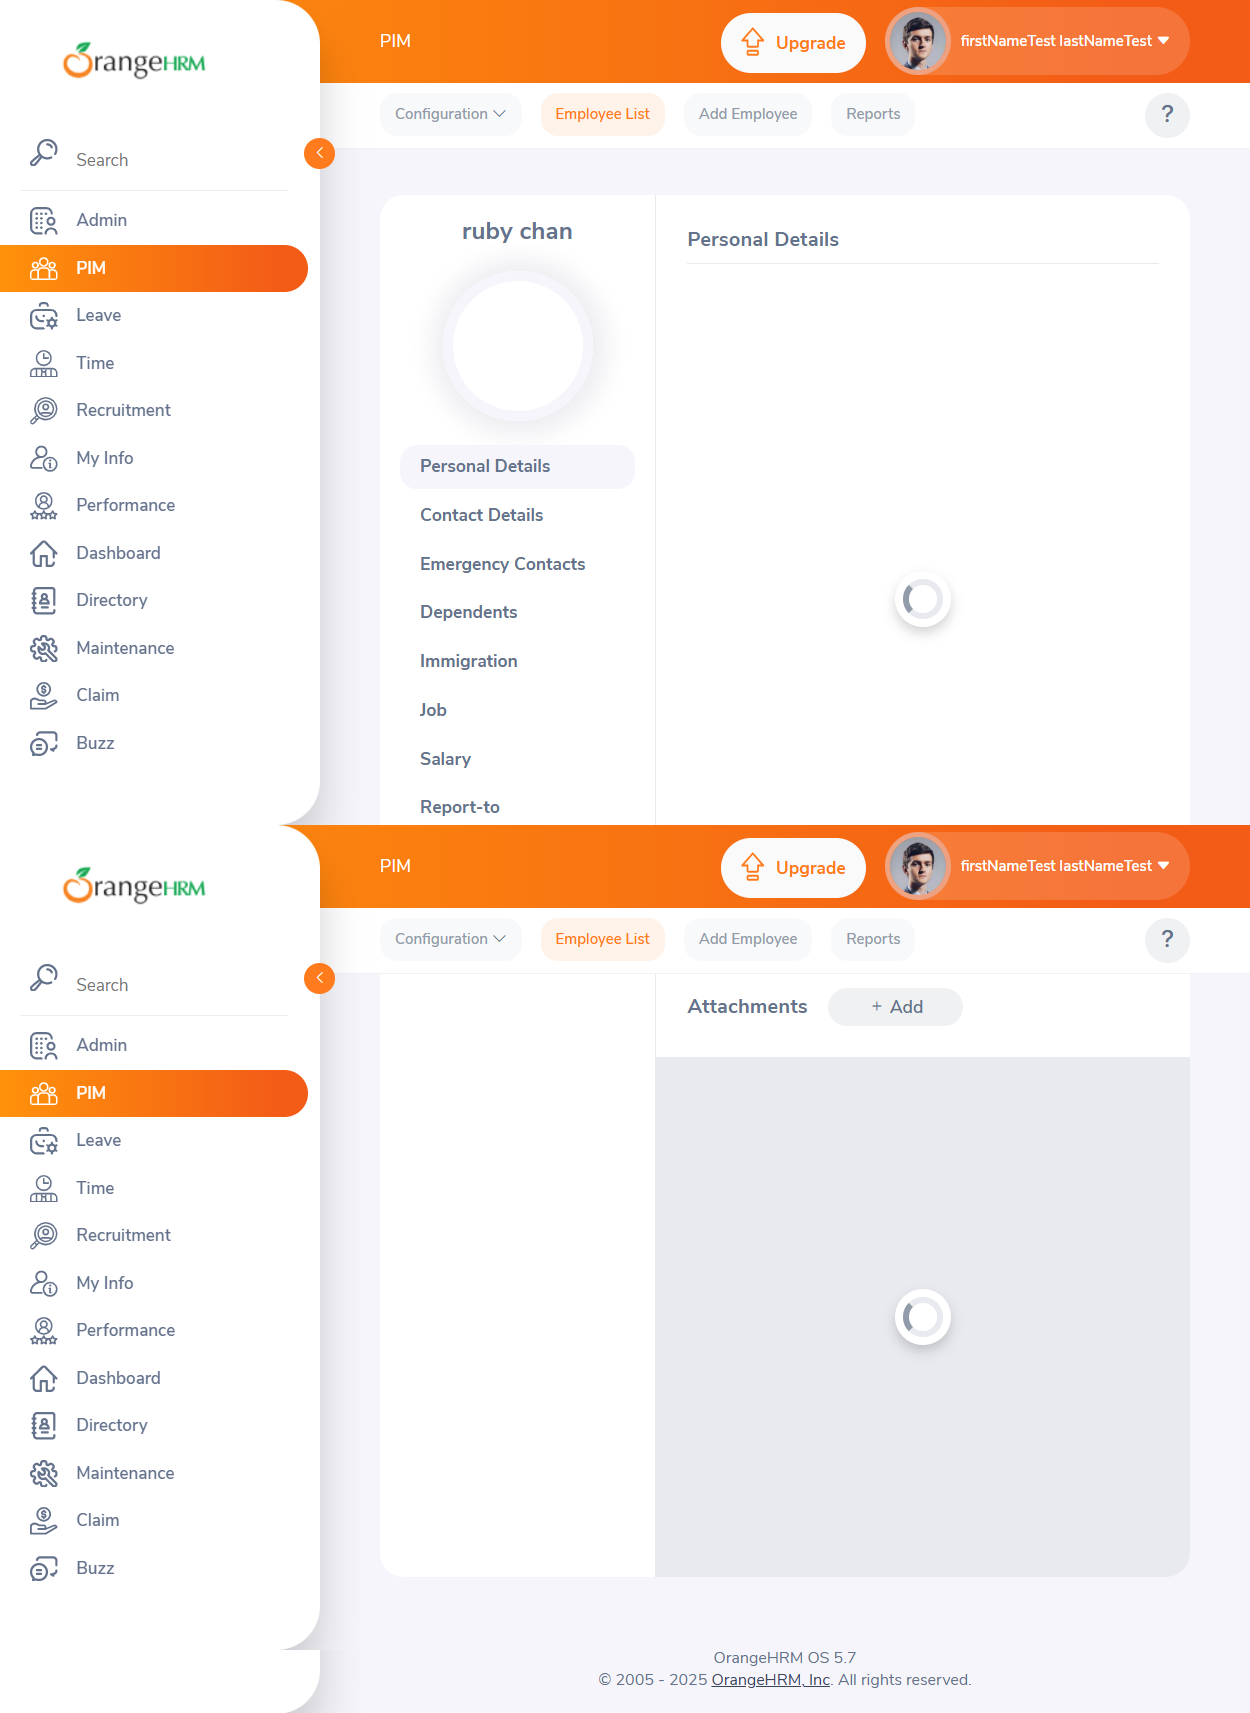 OrangeHRM
PIM
Upgrade
firstNameTest lastNameTest
Configuration
Employee List
Add Employee
Reports
?
Search
Admin
PIM
Leave
Time
Recruitment
My Info
Performance
Dashboard
Directory
Maintenance
Claim
Buzz
ruby chan
Personal Details
Contact Details
Emergency Contacts
Dependents
Immigration
Job
Salary
Report-to
Personal Details
OrangeHRM
PIM
Upgrade
firstNameTest lastNameTest
Configuration
Employee List
Add Employee
Reports
?
Search
Admin
PIM
Leave
Time
Recruitment
My Info
Performance
Dashboard
Directory
Maintenance
Claim
Buzz
Attachments
+ Add
OrangeHRM OS 5.7
© 2005 - 2025 OrangeHRM, Inc. All rights reserved.